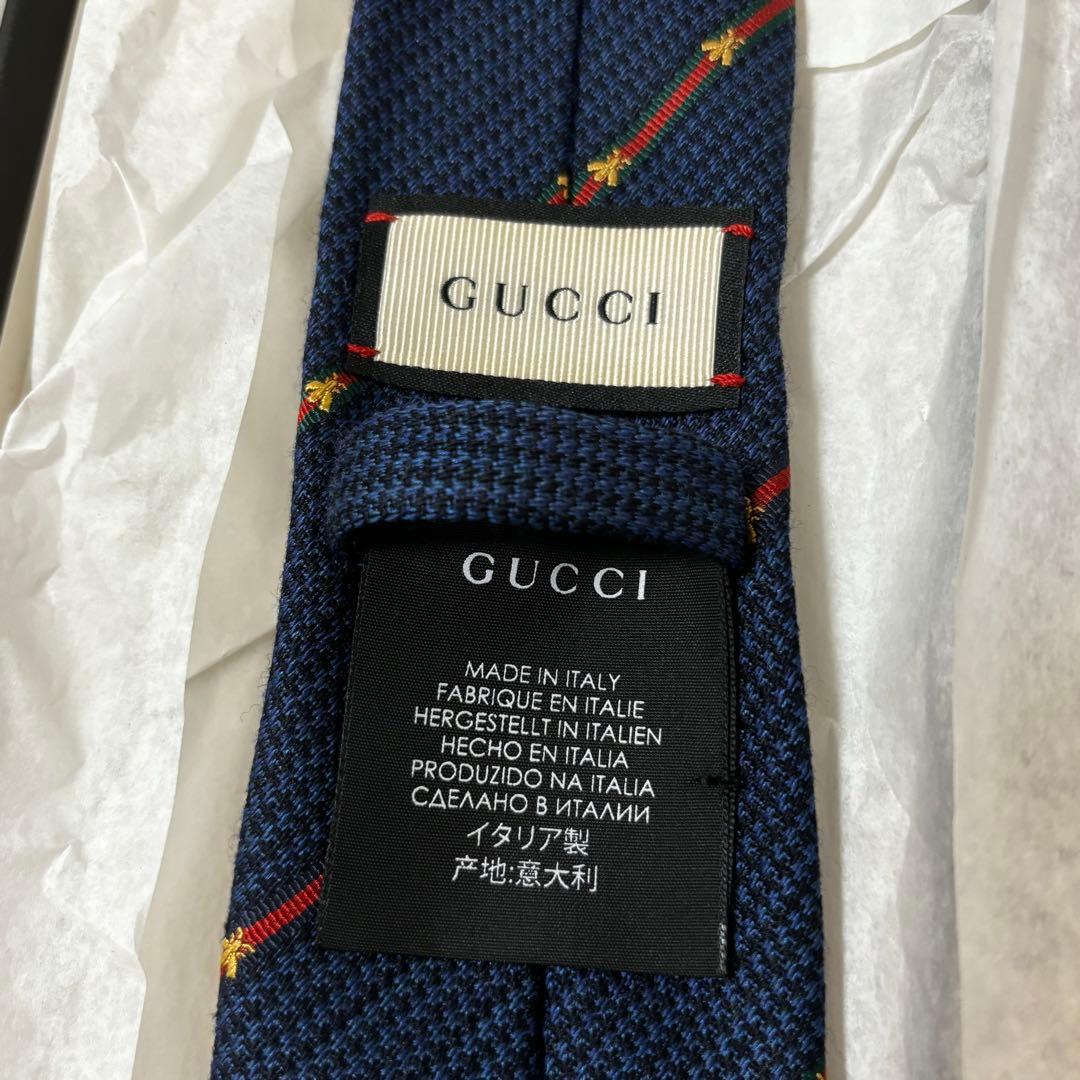 GUCCI
GUCCI
MADE IN ITALY
FABRIQUE EN ITALIE
HERGESTELLT IN ITALIEN
HECHO EN ITALIA
PRODUZIDO NA ITALIA
СДЕЛАНО В ИТАЛИИ
イタリア製
产地:意大利